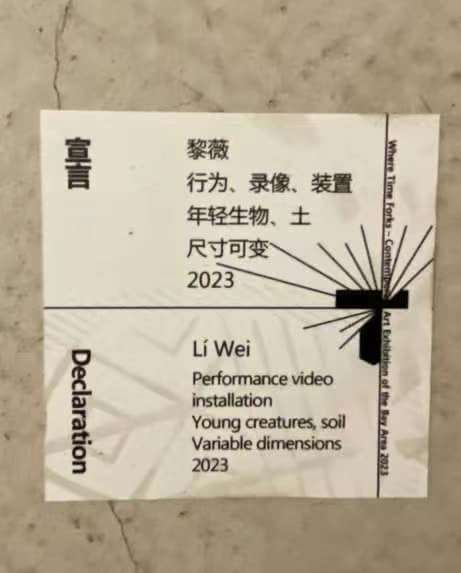 宣言
黎薇
行为、录像、装置
年轻生物、土
尺寸可变
2023
Declaration
Lí Wei
Performance video
installation
Young creatures, soil
Variable dimensions
2023
Where Time Forks – Contempo Art Exhibition of the Bay Area 2023